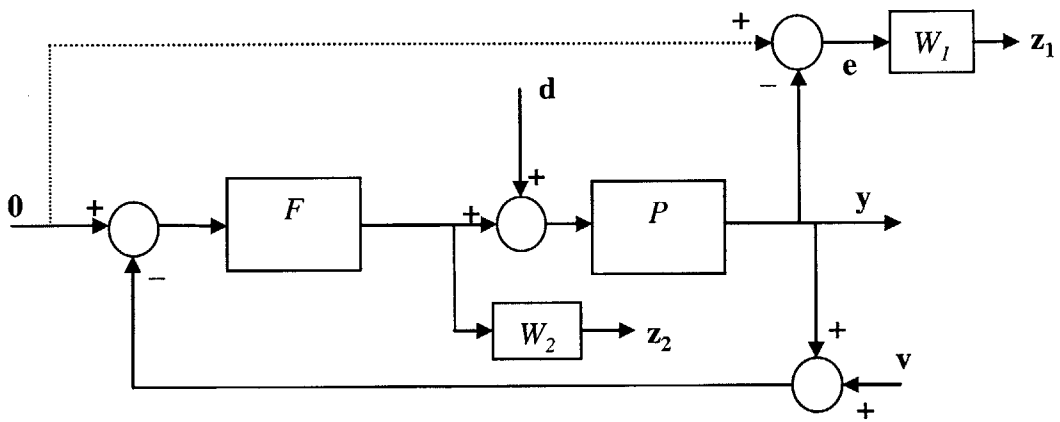 + W₁ z₁
e
−
d
+
0 + F + P y
−
W₂ z₂
+
v
+